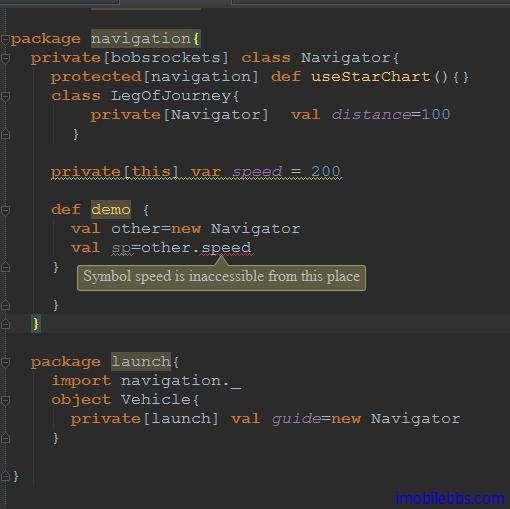 package navigation{
private[bobsrockets] class Navigator{
protected[navigation] def useStarChart(){}
class LegOfJourney{
private[Navigator]  val distance=100
}
private[this] var speed = 200
def demo {
val other=new Navigator
val sp=other.speed
}
Symbol speed is inaccessible from this place
}
}
package launch{
import navigation._
object Vehicle{
private[launch] val guide=new Navigator
}
}
imobilebbs.com